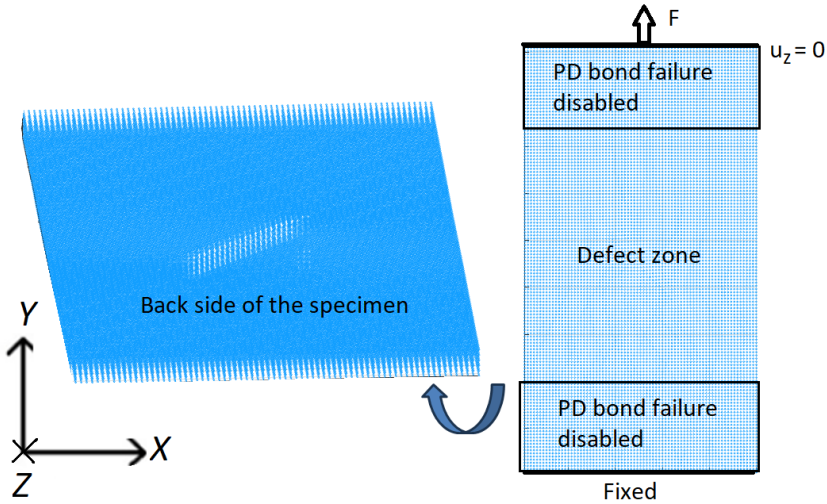 F
u_z = 0
PD bond failure
disabled
Defect zone
Back side of the specimen
Y
X
Z
PD bond failure
disabled
Fixed